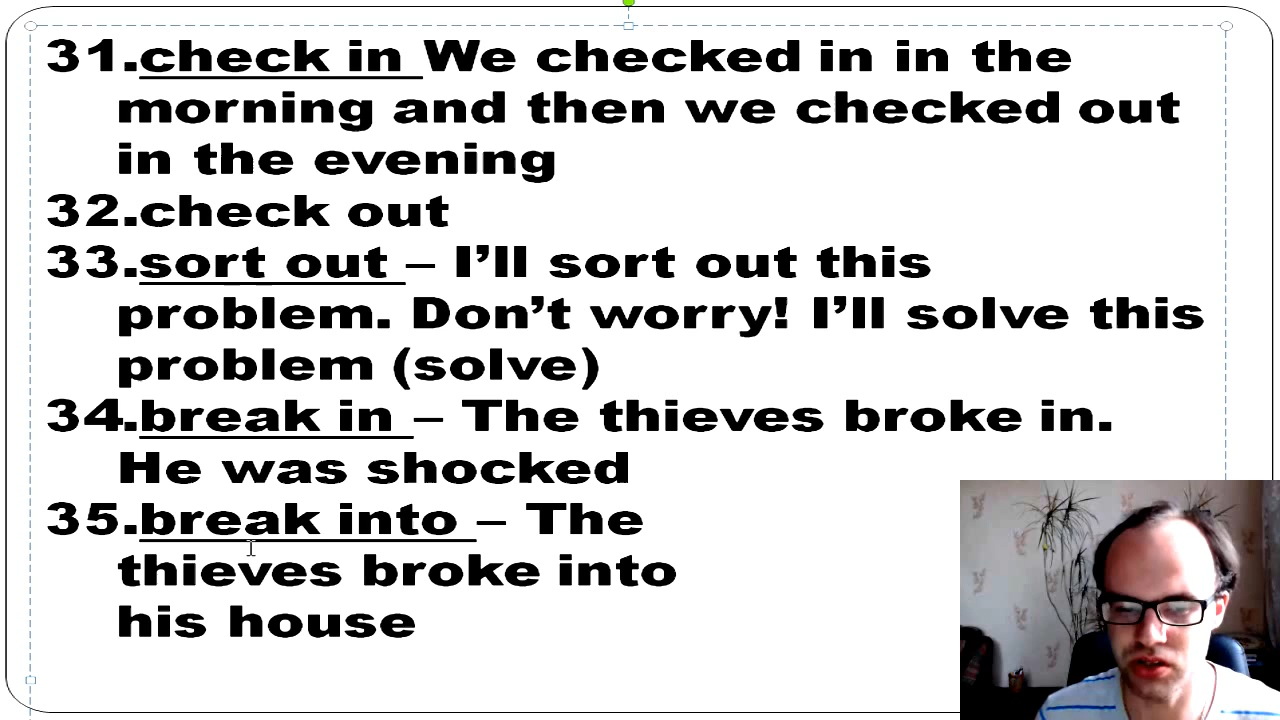 31.check in We checked in in the
morning and then we checked out
in the evening
32.check out
33.sort out – I’ll sort out this
problem. Don’t worry! I’ll solve this
problem (solve)
34.break in – The thieves broke in.
He was shocked
35.break into – The
thieves broke into
his house